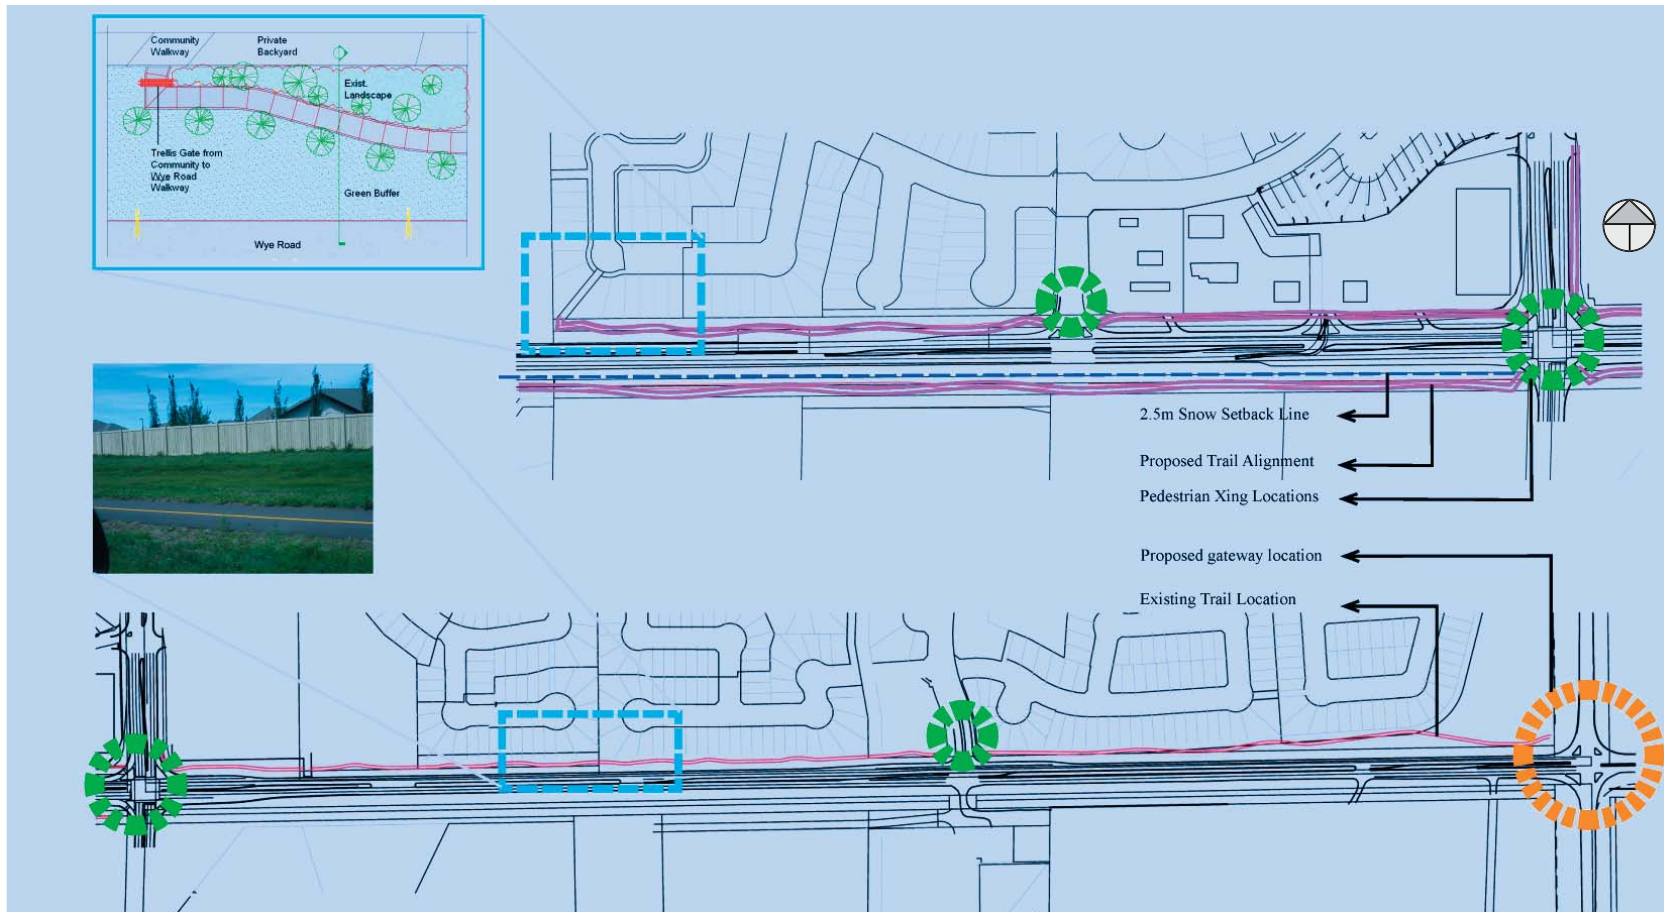 Community
Walkway
Private
Backyard
Exist.
Landscape
Trellis Gate from
Community to
Wye Road
Walkway
Green Buffer
Wye Road
2.5m Snow Setback Line
Proposed Trail Alignment
Pedestrian Xing Locations
Proposed gateway location
Existing Trail Location